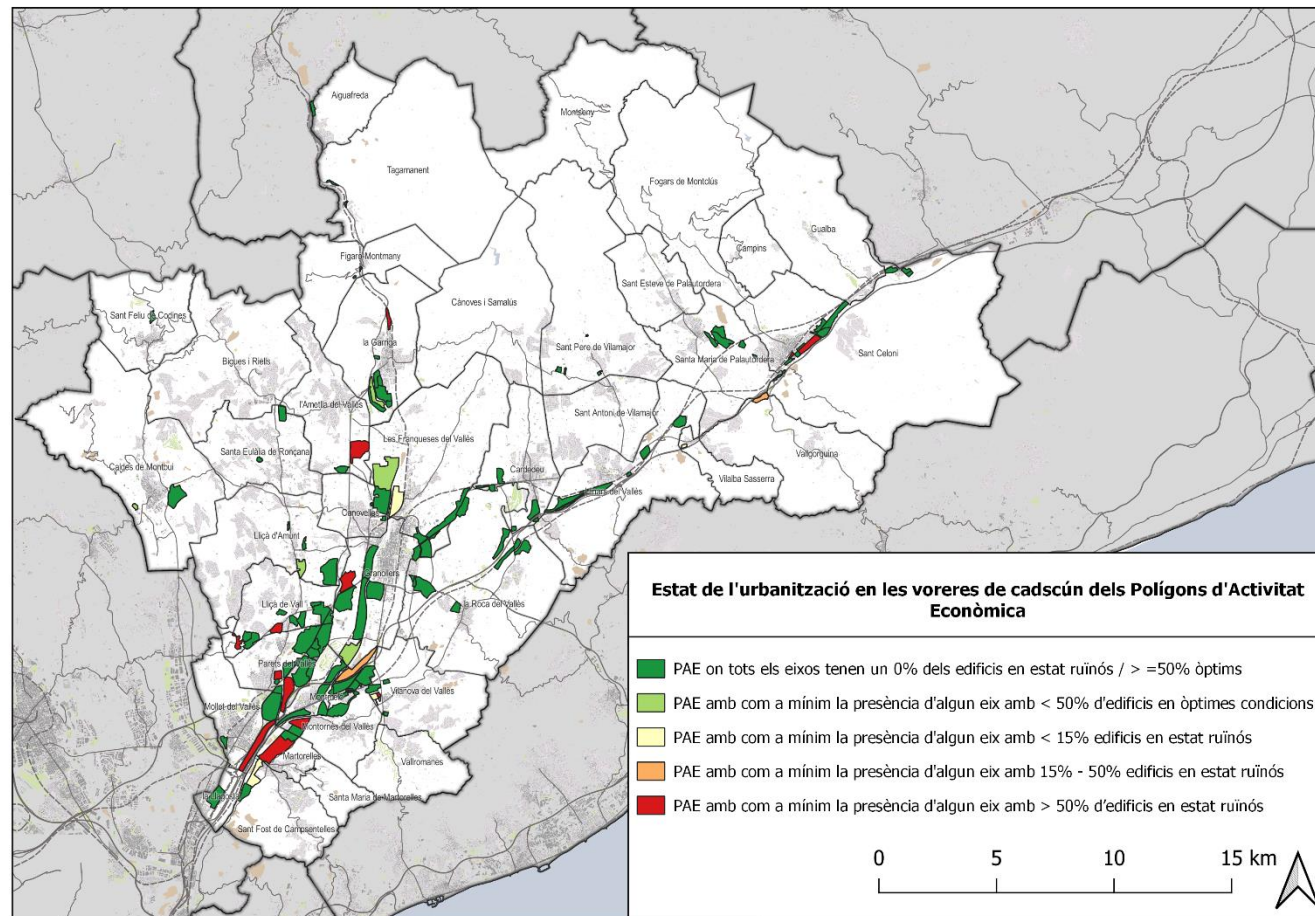 Aiguafreda
Montseny
Tagamanent
Fogars de Montclús
Gualba
Campins
Figaró-Montmany
Sant Esteve de Palautordera
Cànoves i Samalús
Sant Feliu de Codines
la Garriga
Sant Pere de Vilamajor
Santa Maria de Palautordera
Sant Celoni
Bigues i Riells
l'Ametlla del Vallès
Sant Antoni de Vilamajor
Les Franqueses del Vallès
Santa Eulàlia de Ronçana
Vallgorguina
Caldes de Montbui
Cardedeu
Vilalba Sasserra
Llinars del Vallès
Canovelles
Lliçà d'Amunt
Granollers
Lliçà de Vall
la Roca del Vallès
Parets del Vallès
Vilanova del Vallès
Mollet del Vallès
Montornès del Vallès
Martorelles
Vallromanes
Santa Maria de Martorelles
Sant Fost de Campsentelles
Estat de l'urbanització en les voreres de cadscún dels Polígons d'Activitat
Econòmica
PAE on tots els eixos tenen un 0% dels edificis en estat ruïnós / > =50% òptims
PAE amb com a mínim la presència d'algun eix amb < 50% d'edificis en òptimes condicions
PAE amb com a mínim la presència d'algun eix amb < 15% edificis en estat ruïnós
PAE amb com a mínim la presència d'algun eix amb 15% - 50% edificis en estat ruïnós
PAE amb com a mínim la presència d'algun eix amb > 50% d'edificis en estat ruïnós
0 5 10 15 km